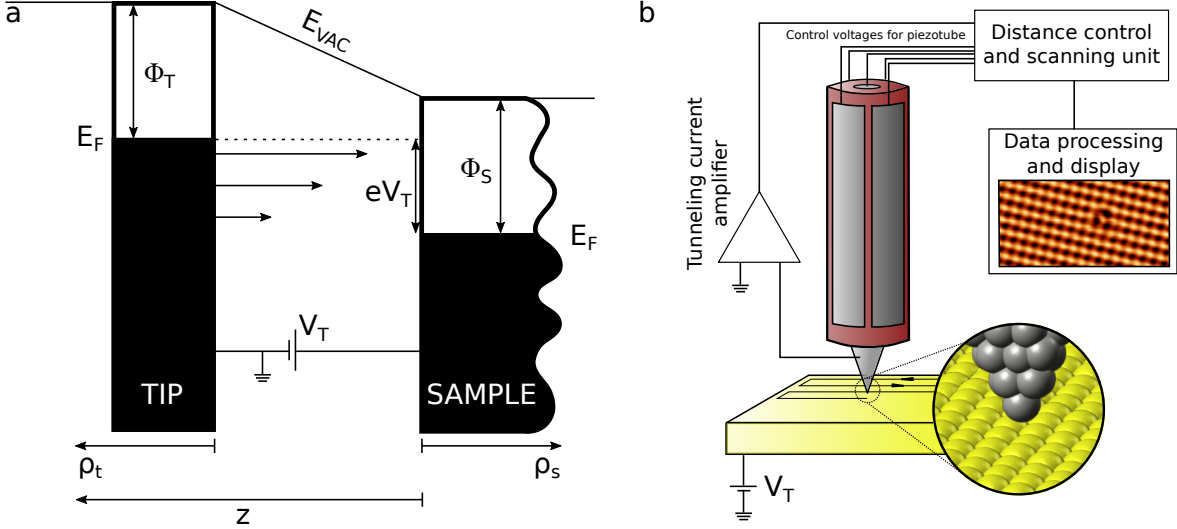 a
E_VAC
Φ_T
E_F
Φ_S
eV_T
E_F
V_T
TIP
SAMPLE
ρ_t
ρ_s
z
b
Control voltages for piezotube
Distance control
and scanning unit
Tunneling current
amplifier
Data processing
and display
V_T